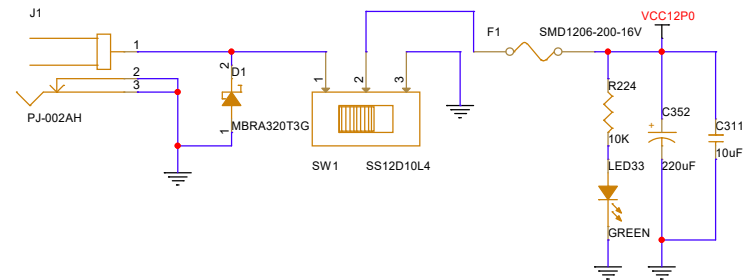 J1
F1
SMD1206-200-16V
VCC12P0
1
2
3
PJ-002AH
2
D1
1
MBRA320T3G
1
2
3
SW1
SS12D10L4
R224
10K
LED33
GREEN
C352
+
220uF
C311
10uF